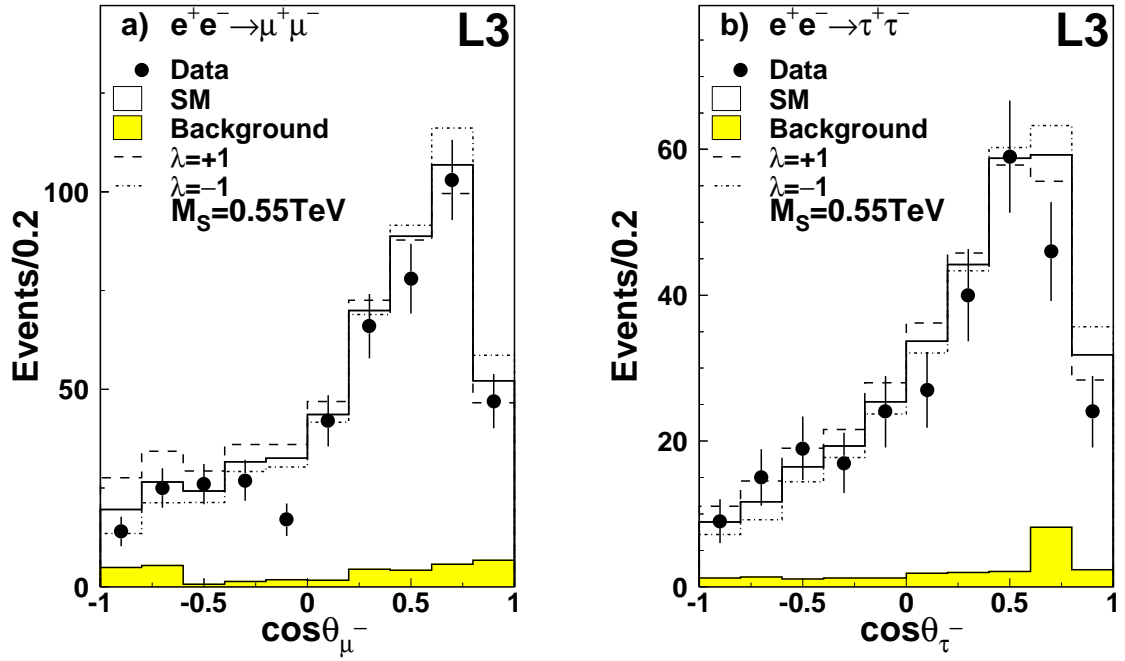 a) e⁺e⁻→μ⁺μ⁻ L3
Data
SM
Background
λ=+1
λ=−1
M_S=0.55TeV
100
50
0
Events/0.2
-1 -0.5 0 0.5 1
cosθ_μ⁻
b) e⁺e⁻→τ⁺τ⁻ L3
Data
SM
Background
λ=+1
λ=−1
M_S=0.55TeV
60
40
20
0
Events/0.2
-1 -0.5 0 0.5 1
cosθ_τ⁻